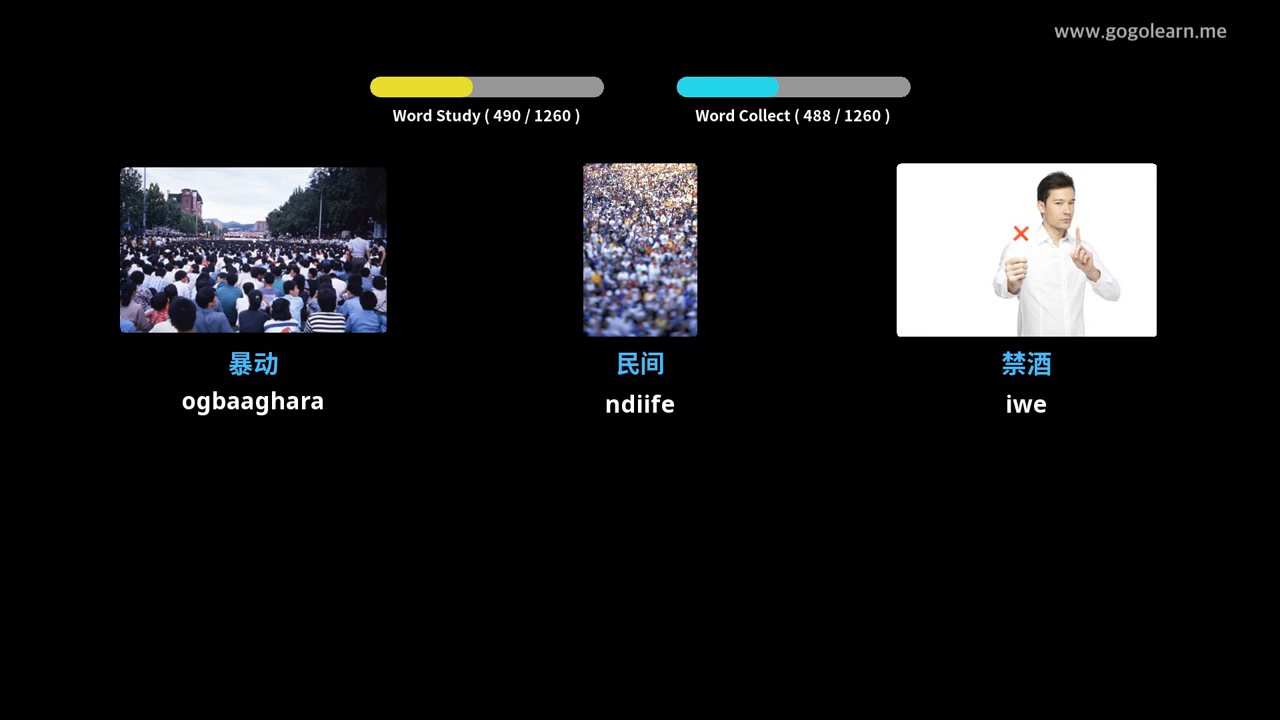 www.gogolearn.me
Word Study ( 490 / 1260 )
Word Collect ( 488 / 1260 )
暴动
ogbaaghara
民间
ndiife
禁酒
iwe